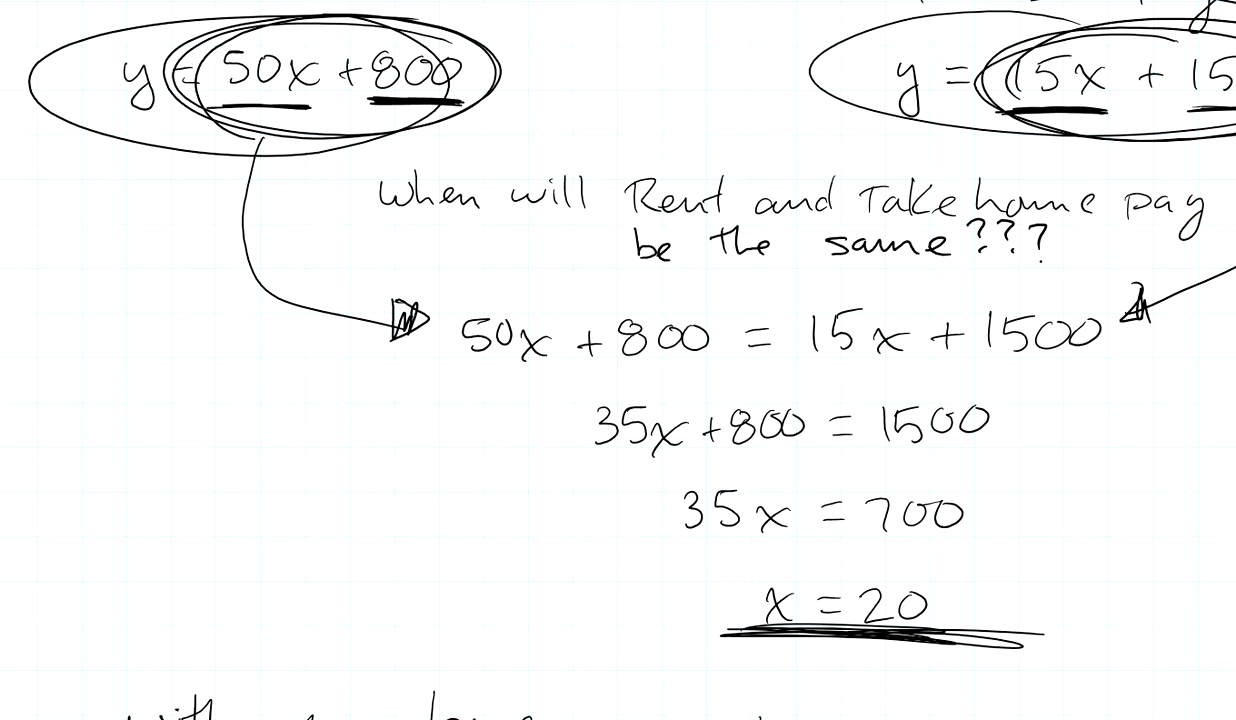 y = 50x + 800
y = 15x + 15
When will Rent and Take home pay
be the same???
50x + 800 = 15x + 1500
35x + 800 = 1500
35x = 700
x = 20
with